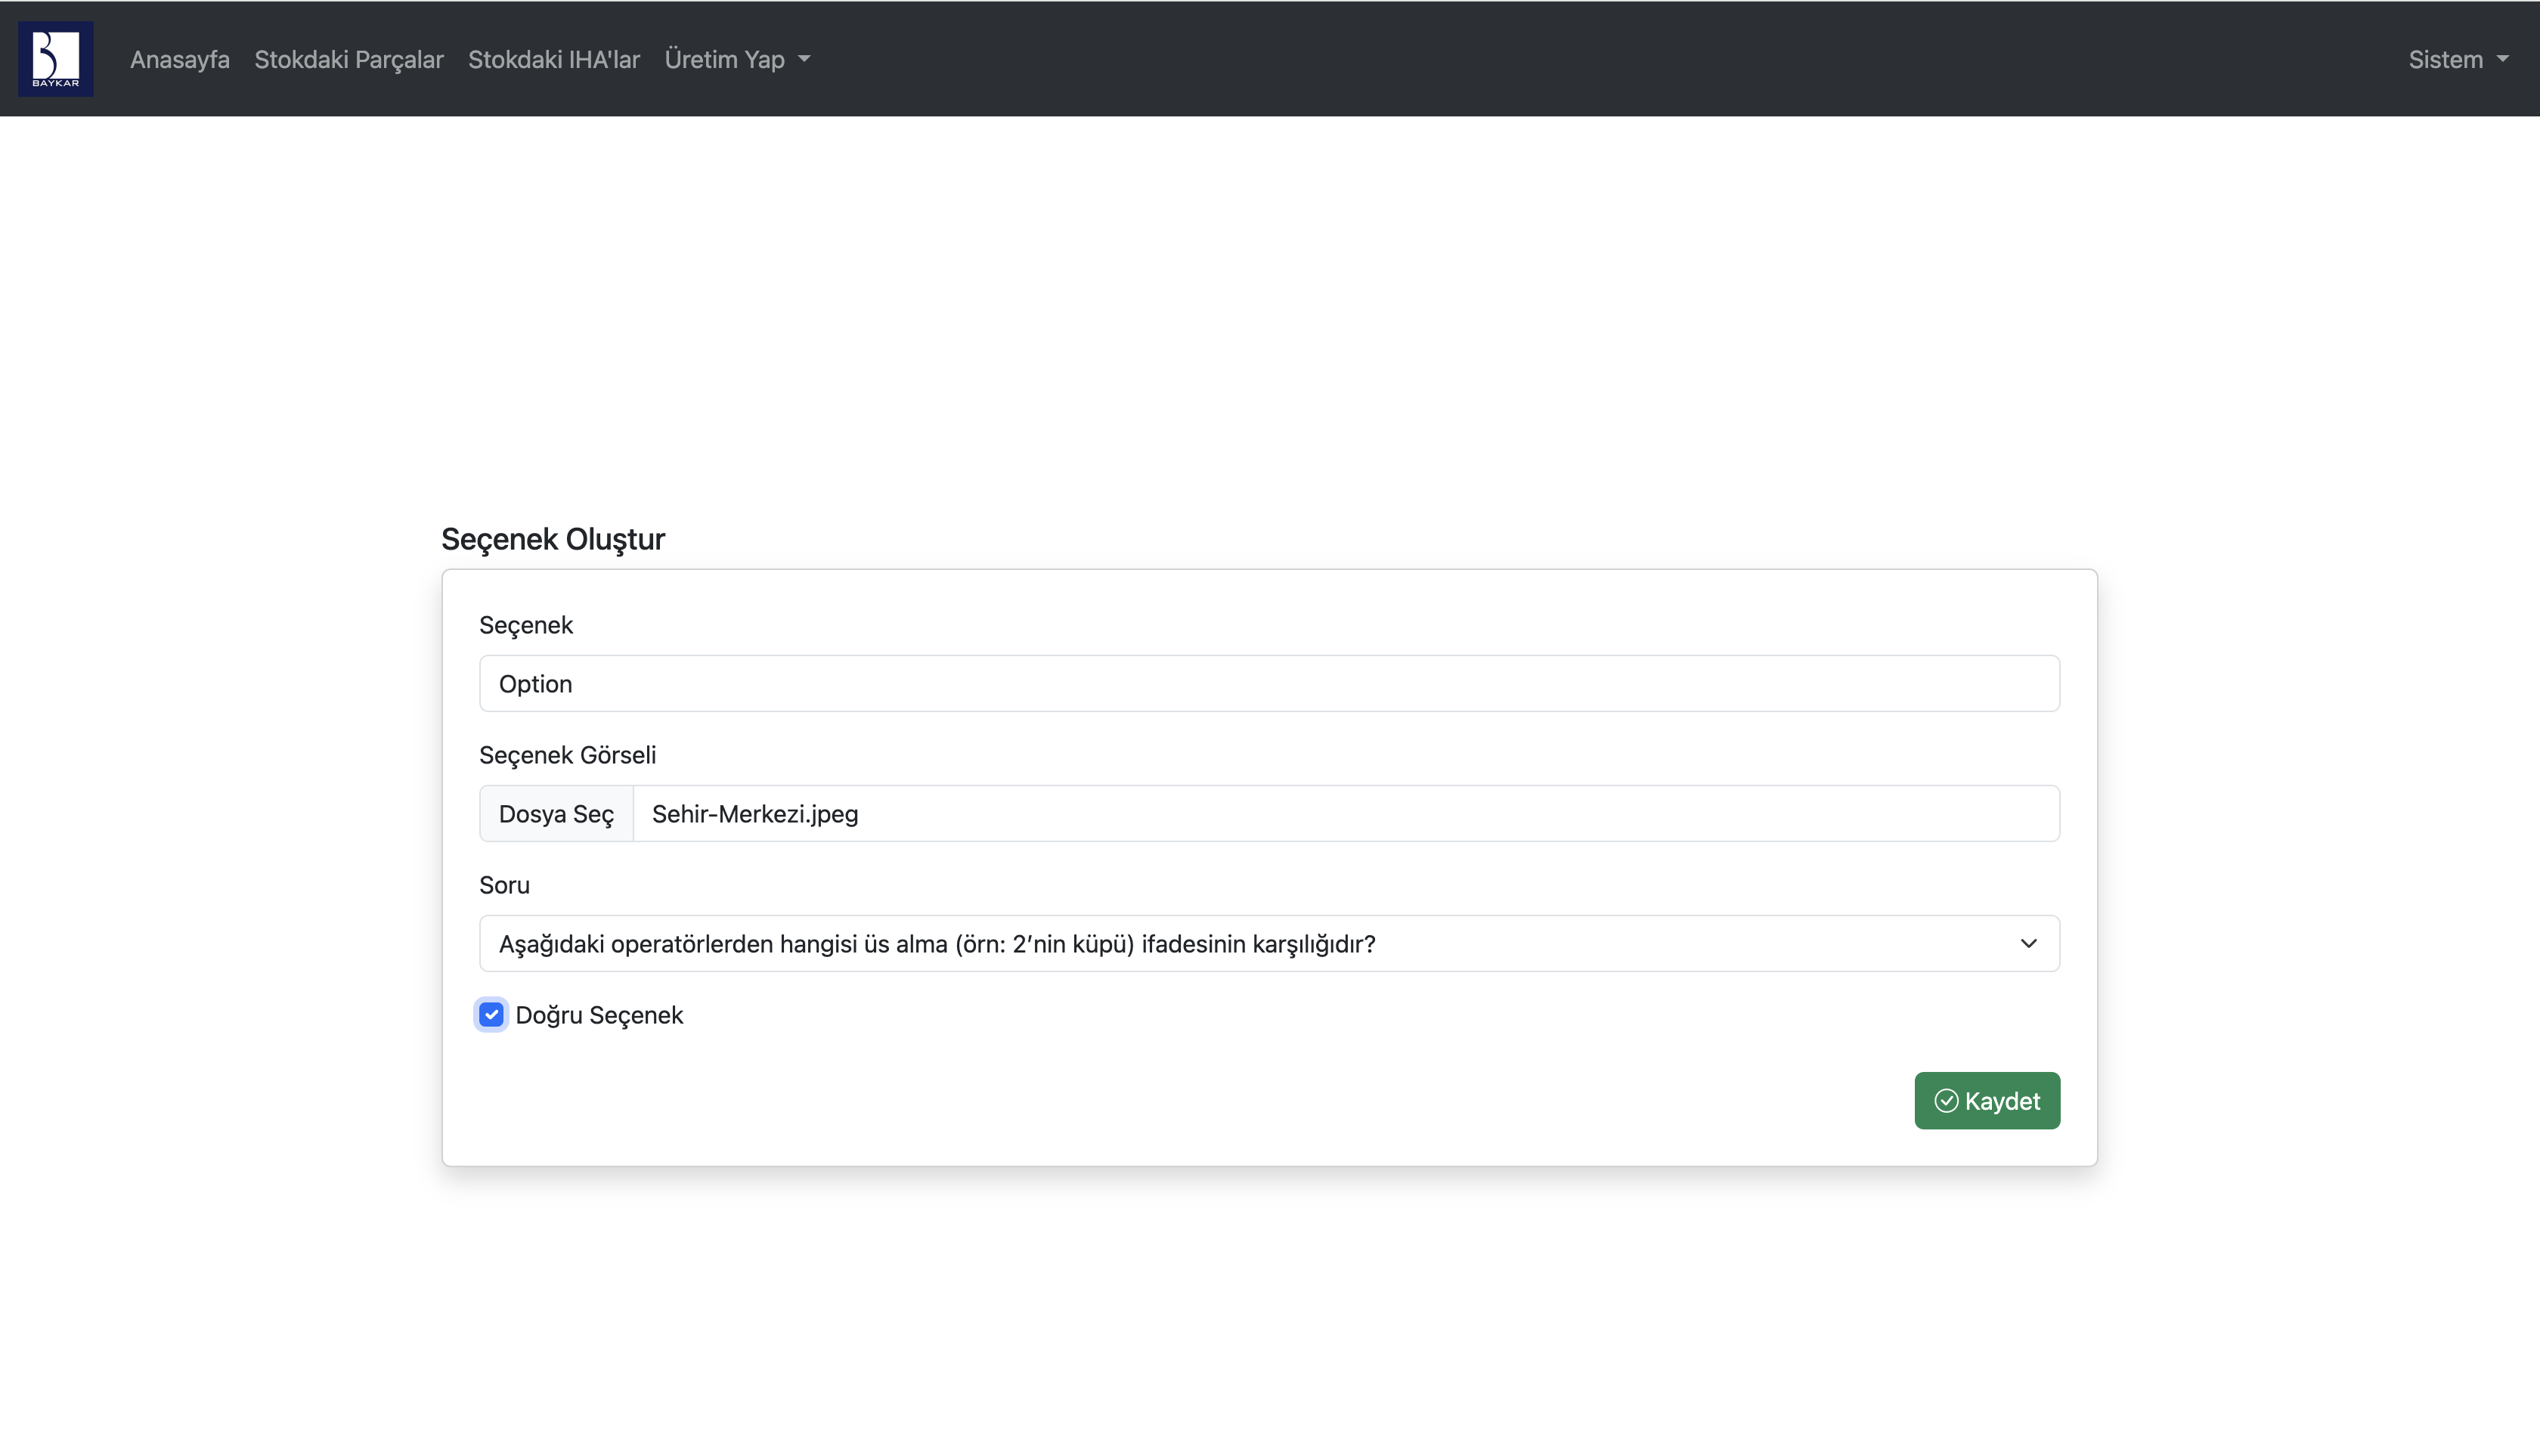 BAYKAR
Anasayfa Stokdaki Parçalar Stokdaki IHA'lar Üretim Yap Sistem
Seçenek Oluştur
Seçenek
Option
Seçenek Görseli
Dosya Seç Sehir-Merkezi.jpeg
Soru
Aşağıdaki operatörlerden hangisi üs alma (örn: 2’nin küpü) ifadesinin karşılığıdır?
Doğru Seçenek
Kaydet